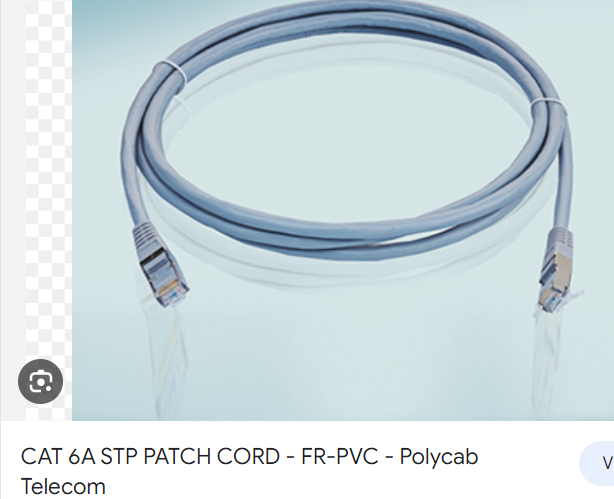 CAT 6A STP PATCH CORD - FR-PVC - Polycab
Telecom
V